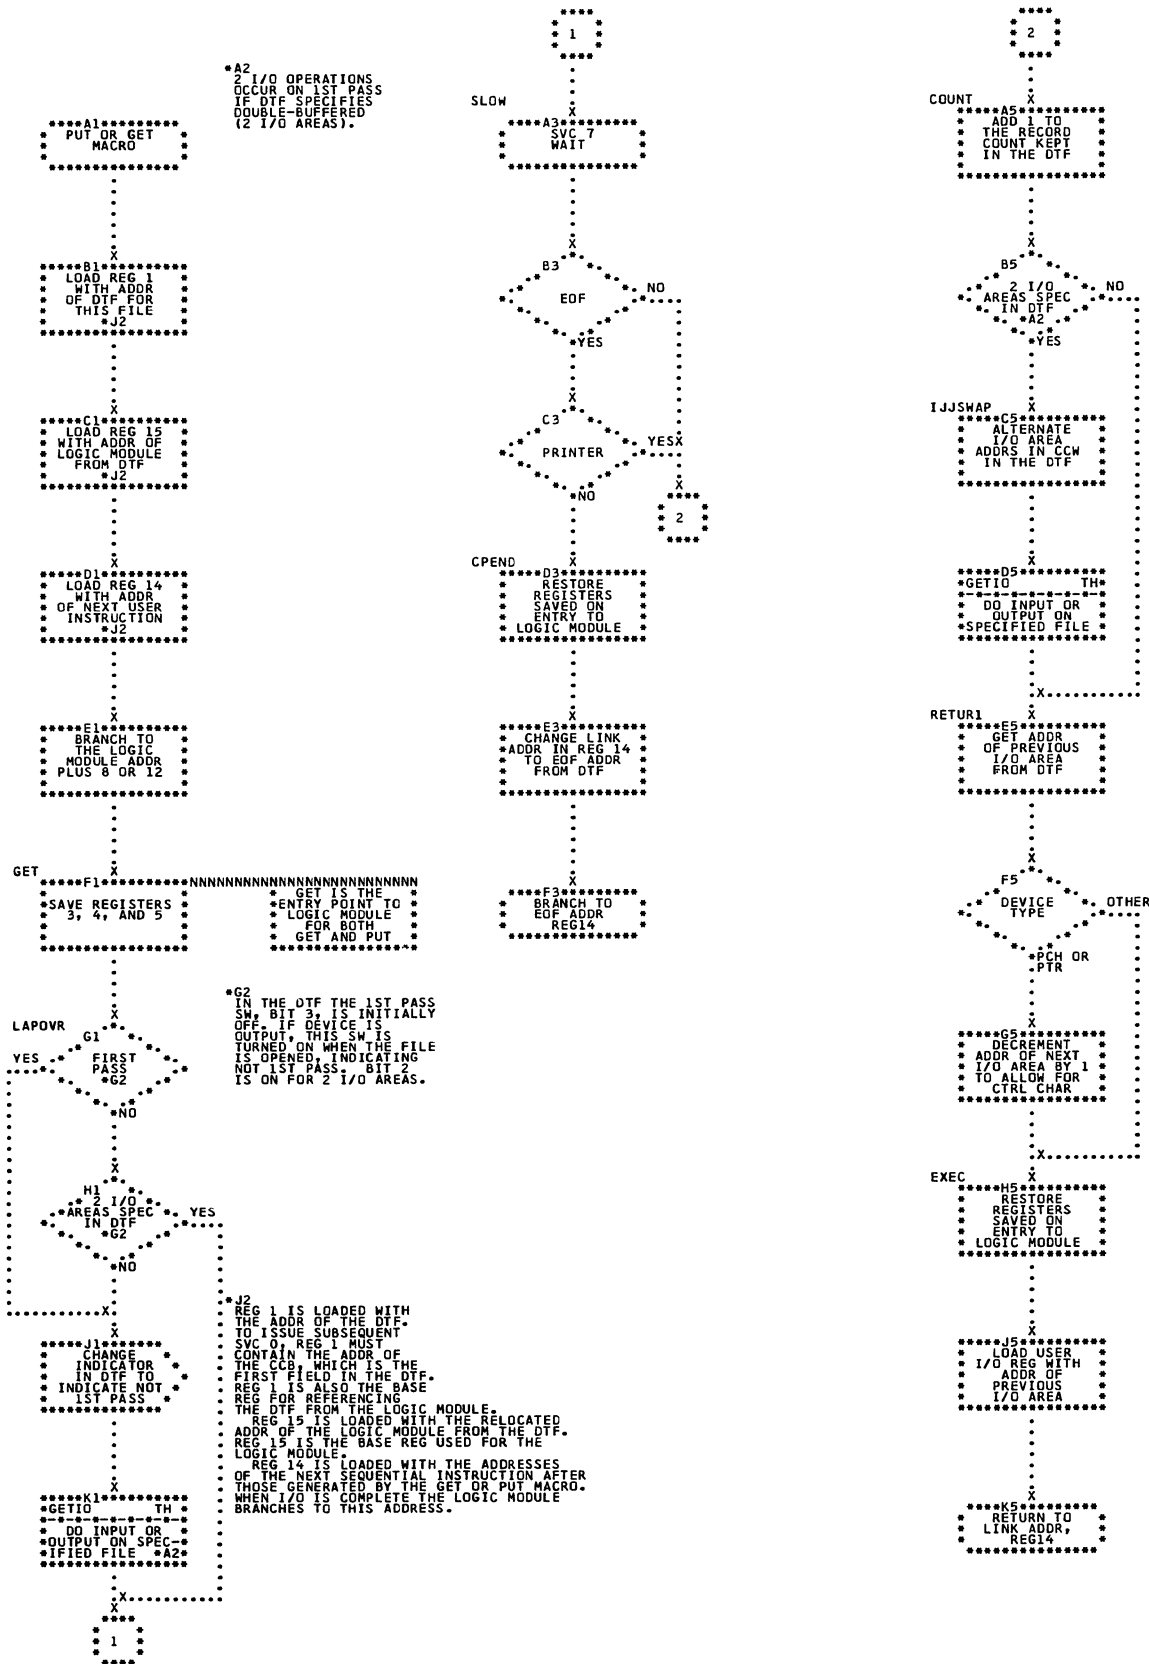 A1
PUT OR GET
MACRO
B1
LOAD REG 1
WITH ADDR
OF DTF FOR
THIS FILE
*J2
C1
LOAD REG 15
WITH ADDR OF
LOGIC MODULE
FROM DTF
*J2
D1
LOAD REG 14
WITH ADDR
OF NEXT USER
INSTRUCTION
*J2
E1
BRANCH TO
THE LOGIC
MODULE ADDR
PLUS 8 OR 12
GET
F1
SAVE REGISTERS
3, 4, AND 5
NNNNNNNNNNNNNNNNNNNNNNNNN
GET IS THE
ENTRY POINT TO
LOGIC MODULE
FOR BOTH
GET AND PUT
LAPOVR
G1
YES
FIRST
PASS
*G2
NO
H1
2 I/O
AREAS SPEC
IN DTF
*G2
YES
NO
J1
CHANGE
INDICATOR
IN DTF TO
INDICATE NOT
1ST PASS
K1
GETIO TH
DO INPUT OR
OUTPUT ON SPEC-
IFIED FILE *A2
1
*A2
2 I/O OPERATIONS
OCCUR ON 1ST PASS
IF DTF SPECIFIES
DOUBLE-BUFFERED
(2 I/O AREAS).
*G2
IN THE DTF THE 1ST PASS
SW, BIT 3, IS INITIALLY
OFF. IF DEVICE IS
OUTPUT, THIS SW IS
TURNED ON WHEN THE FILE
IS OPENED, INDICATING
NOT 1ST PASS. BIT 2
IS ON FOR 2 I/O AREAS.
*J2
REG 1 IS LOADED WITH
THE ADDR OF THE DTF.
TO ISSUE SUBSEQUENT
SVC 0, REG 1 MUST
CONTAIN THE ADDR OF
THE CCB, WHICH IS THE
FIRST FIELD IN THE DTF.
REG 1 IS ALSO THE BASE
REG FOR REFERENCING
THE DTF FROM THE LOGIC MODULE.
REG 15 IS LOADED WITH THE RELOCATED
ADDR OF THE LOGIC MODULE FROM THE DTF.
REG 15 IS THE BASE REG USED FOR THE
LOGIC MODULE.
REG 14 IS LOADED WITH THE ADDRESSES
OF THE NEXT SEQUENTIAL INSTRUCTION AFTER
THOSE GENERATED BY THE GET OR PUT MACRO.
WHEN I/O IS COMPLETE THE LOGIC MODULE
BRANCHES TO THIS ADDRESS.
1
SLOW
A3
SVC 7
WAIT
B3
EOF
NO
YES
C3
PRINTER
YES
NO
2
CPEND
D3
RESTORE
REGISTERS
SAVED ON
ENTRY TO
LOGIC MODULE
E3
CHANGE LINK
ADDR IN REG 14
TO EOF ADDR
FROM DTF
F3
BRANCH TO
EOF ADDR
REG14
2
COUNT
A5
ADD 1 TO
THE RECORD
COUNT KEPT
IN THE DTF
B5
2 I/O
AREAS SPEC
IN DTF
*A2
NO
YES
IJJSWAP
C5
ALTERNATE
I/O AREA
ADDRS IN CCW
IN THE DTF
D5
GETIO TH
DO INPUT OR
OUTPUT ON
SPECIFIED FILE
RETUR1
E5
GET ADDR
OF PREVIOUS
I/O AREA
FROM DTF
F5
DEVICE
TYPE
OTHER
PCH OR
PTR
G5
DECREMENT
ADDR OF NEXT
I/O AREA BY 1
TO ALLOW FOR
CTRL CHAR
EXEC
H5
RESTORE
REGISTERS
SAVED ON
ENTRY TO
LOGIC MODULE
J5
LOAD USER
I/O REG WITH
ADDR OF
PREVIOUS
I/O AREA
K5
RETURN TO
LINK ADDR,
REG14